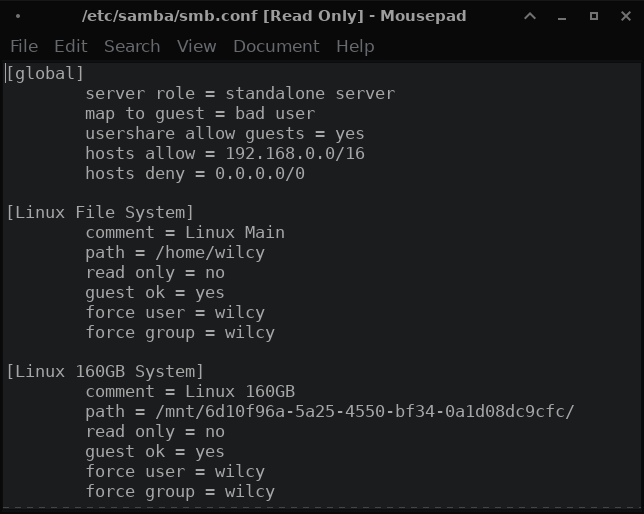 /etc/samba/smb.conf [Read Only] - Mousepad
File Edit Search View Document Help
[global]
server role = standalone server
map to guest = bad user
usershare allow guests = yes
hosts allow = 192.168.0.0/16
hosts deny = 0.0.0.0/0
[Linux File System]
comment = Linux Main
path = /home/wilcy
read only = no
guest ok = yes
force user = wilcy
force group = wilcy
[Linux 160GB System]
comment = Linux 160GB
path = /mnt/6d10f96a-5a25-4550-bf34-0a1d08dc9cfc/
read only = no
guest ok = yes
force user = wilcy
force group = wilcy